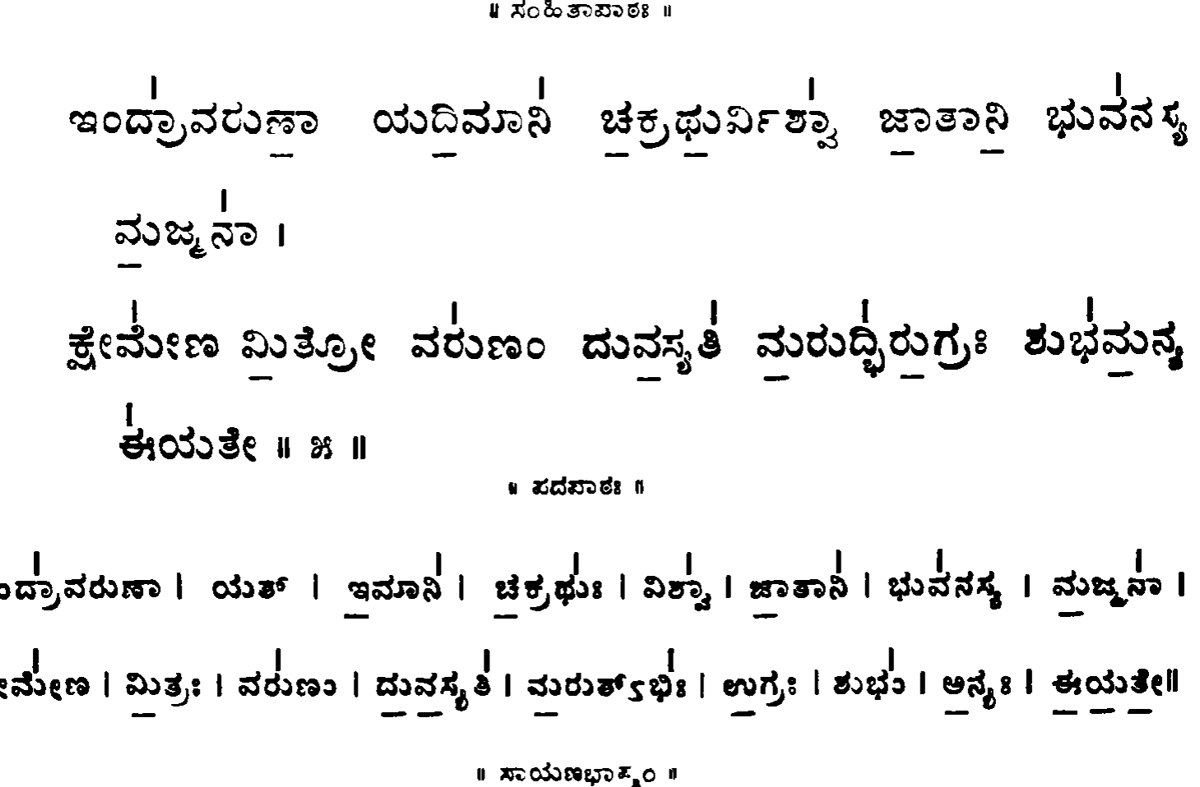 ॥ ಸಂಹಿತಾಪಾಠಃ ॥
ಇಂದ್ರಾ॑ವರುಣಾ॒ ಯದಿ॒ಮಾನಿ॑ ಚ॒ಕ್ರಥು॒ರ್ವಿಶ್ವಾ॑ ಜಾ॒ತಾನಿ॒ ಭುವ॑ನಸ್ಯ
ಮ॒ಜ್ಮನಾ॑ ।
ಕ್ಷೇಮೇ॑ಣ ಮಿ॒ತ್ರೋ ವರು॑ಣಂ ದುವ॒ಸ್ಯತಿ॑ ಮ॒ರುದ್ಭಿ॑ರು॒ಗ್ರಃ ಶುಭ॑ಮ॒ನ್ಯ
ಈ॑ಯತೇ ॥ ೫ ॥
॥ ಪದಪಾಠಃ ॥
ದ್ರಾ॑ವರುಣಾ । ಯತ್ । ಇ॒ಮಾನಿ॑ । ಚ॒ಕ್ರಥುಃ॑ । ವಿಶ್ವಾ॑ । ಜಾ॒ತಾನಿ॑ । ಭುವ॑ನಸ್ಯ । ಮ॒ಜ್ಮನಾ॑ ।
ಮೇ॑ಣ । ಮಿ॒ತ್ರಃ । ವರು॑ಣಂ । ದು॒ವ॒ಸ್ಯತಿ॑ । ಮ॒ರುತ್ಽಭಿಃ॑ । ಉ॒ಗ್ರಃ । ಶುಭಂ॑ । ಅ॒ನ್ಯಃ । ಈ॒ಯ॒ತೇ॒॥
॥ ಸಾಯಣಭಾಷ್ಯಂ ॥